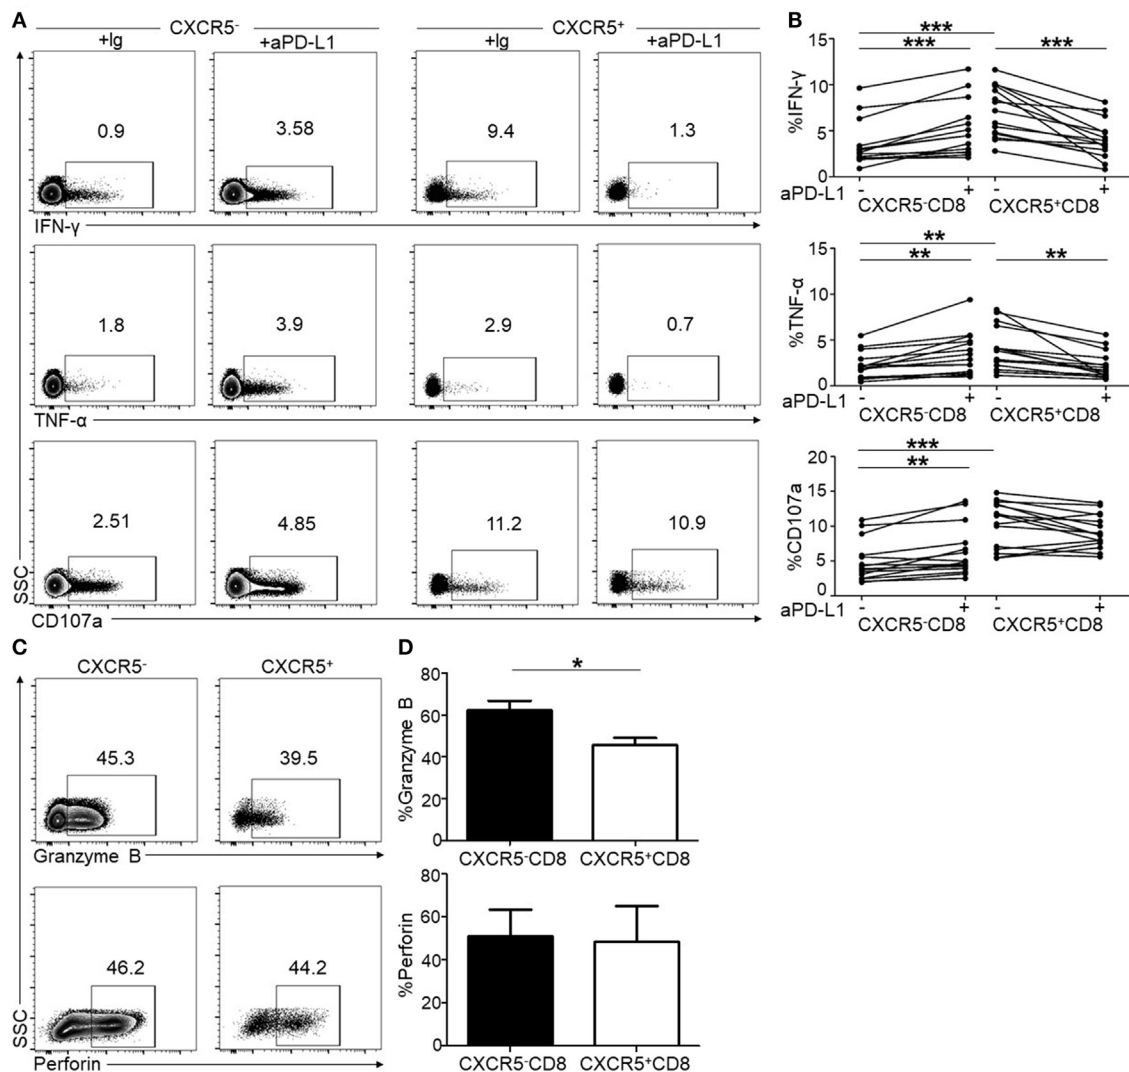 A
CXCR5⁻
CXCR5⁺
+Ig
+aPD-L1
+Ig
+aPD-L1
0.9
3.58
9.4
1.3
IFN-γ
1.8
3.9
2.9
0.7
TNF-α
2.51
4.85
11.2
10.9
SSC
CD107a
B
***
***
***
15
10
5
0
%IFN-γ
aPD-L1
-
+
-
+
CXCR5⁻CD8
CXCR5⁺CD8
**
**
**
15
10
5
0
%TNF-α
aPD-L1
-
+
-
+
CXCR5⁻CD8
CXCR5⁺CD8
***
**
20
15
10
5
0
%CD107a
aPD-L1
-
+
-
+
CXCR5⁻CD8
CXCR5⁺CD8
C
CXCR5⁻
CXCR5⁺
45.3
39.5
Granzyme B
46.2
44.2
SSC
Perforin
D
*
80
60
40
20
0
%Granzyme B
CXCR5⁻CD8
CXCR5⁺CD8
80
60
40
20
0
%Perforin
CXCR5⁻CD8
CXCR5⁺CD8